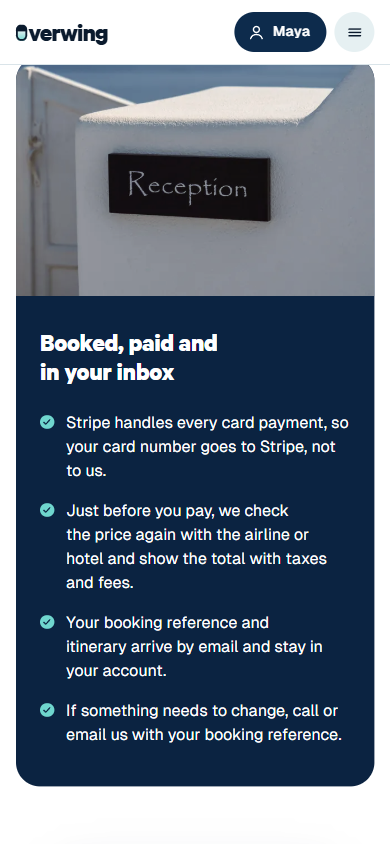 Overwing
Maya
Reception
Booked, paid and
in your inbox
Stripe handles every card payment, so
your card number goes to Stripe, not
to us.
Just before you pay, we check
the price again with the airline or
hotel and show the total with taxes
and fees.
Your booking reference and
itinerary arrive by email and stay in
your account.
If something needs to change, call or
email us with your booking reference.